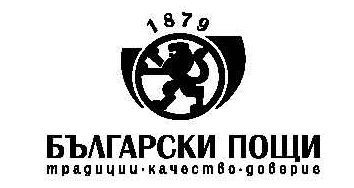 1879
БЪЛГАРСКИ ПОЩИ
традиции·качество·доверие